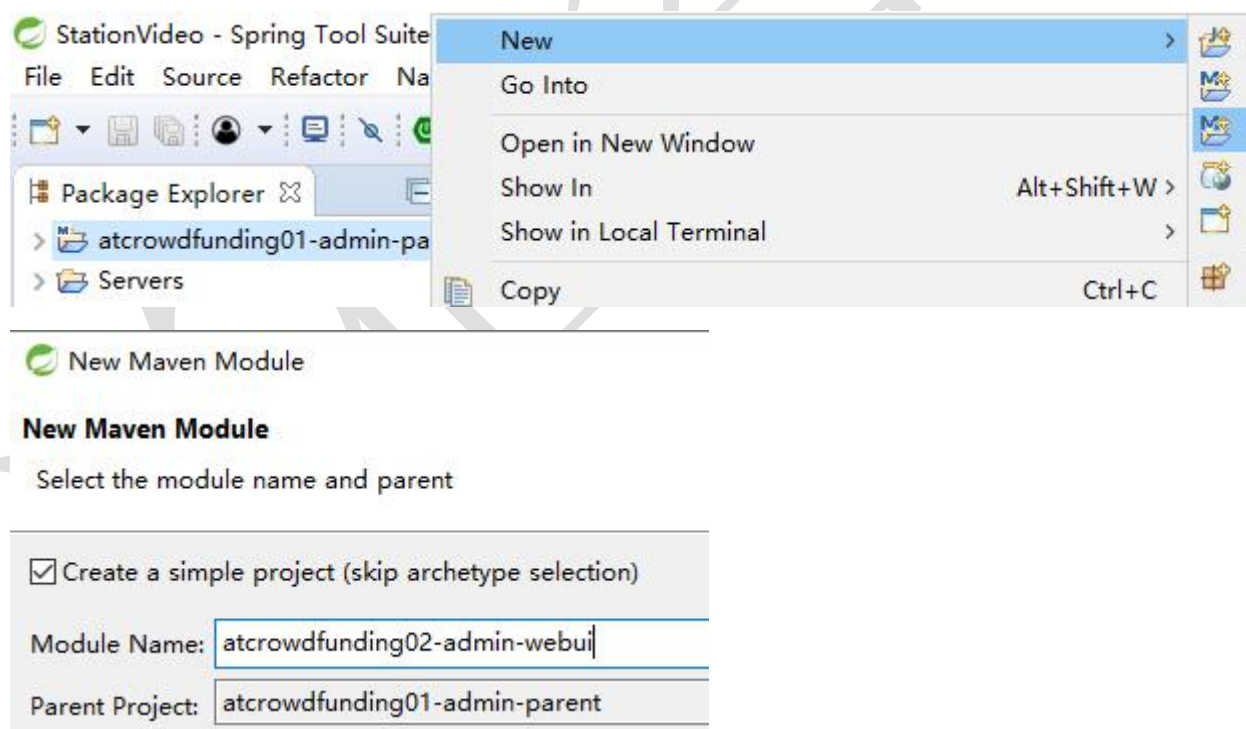 StationVideo - Spring Tool Suite
File Edit Source Refactor Na
Package Explorer
atcrowdfunding01-admin-pa
Servers
New
Go Into
Open in New Window
Show In Alt+Shift+W
Show in Local Terminal
Copy Ctrl+C
New Maven Module
New Maven Module
Select the module name and parent
Create a simple project (skip archetype selection)
Module Name: atcrowdfunding02-admin-webui
Parent Project: atcrowdfunding01-admin-parent